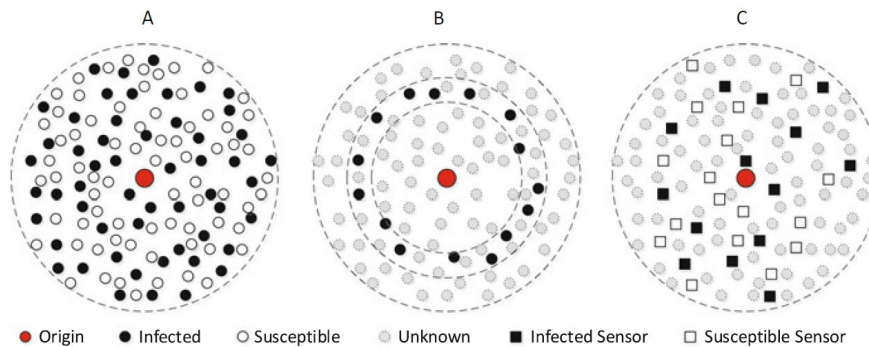 A B C
Origin Infected Susceptible Unknown Infected Sensor Susceptible Sensor